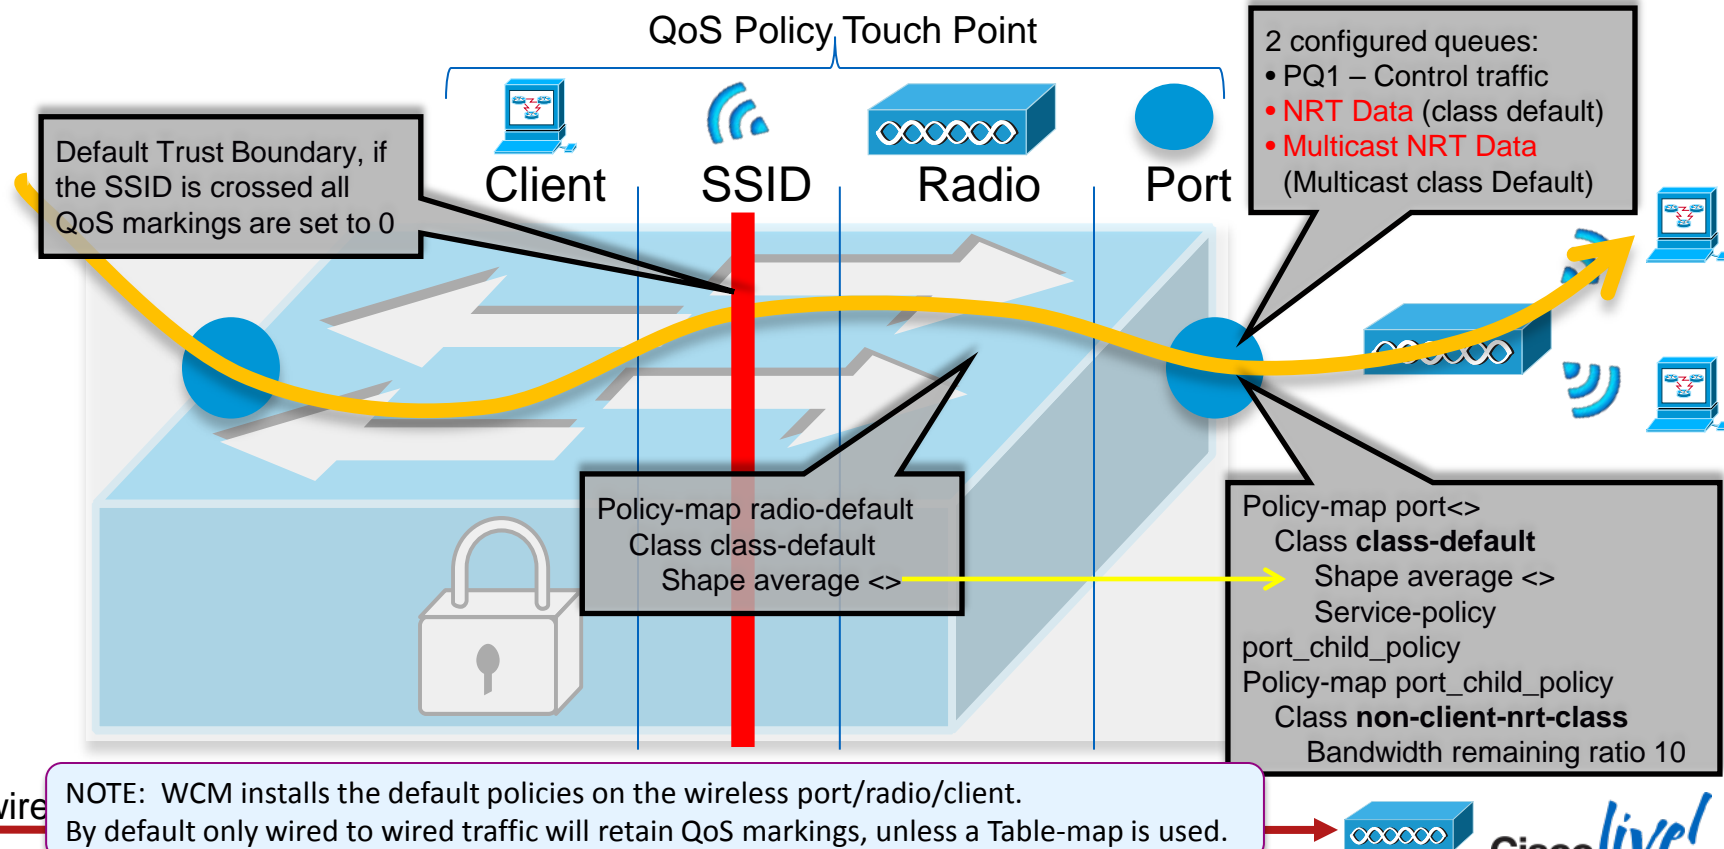 QoS Policy Touch Point
2 configured queues:
• PQ1 – Control traffic
• NRT Data (class default)
• Multicast NRT Data
(Multicast class Default)
Default Trust Boundary, if
the SSID is crossed all
QoS markings are set to 0
Client
SSID
Radio
Port
Policy-map radio-default
Class class-default
Shape average <>
Policy-map port<>
Class class-default
Shape average <>
Service-policy
port_child_policy
Policy-map port_child_policy
Class non-client-nrt-class
Bandwidth remaining ratio 10
NOTE: WCM installs the default policies on the wireless port/radio/client.
By default only wired to wired traffic will retain QoS markings, unless a Table-map is used.
Cisco live!